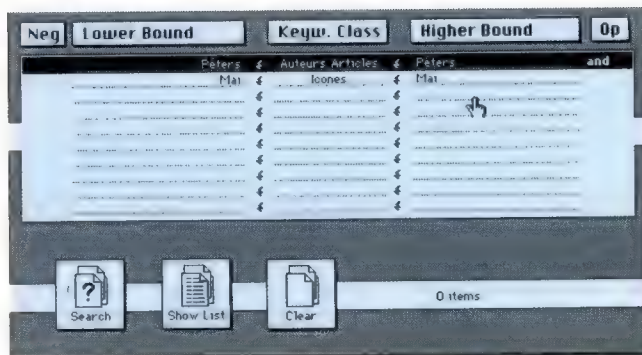 Neg Lower Bound Keyw. Class Higher Bound Op
Peters ≤ Auteurs Articles ≤ Peters and
Mai ≤ Icones ≤ Mai
≤ ≤
≤ ≤
≤ ≤
≤ ≤
≤ ≤
≤ ≤
≤ ≤
?
0 items
Search Show List Clear